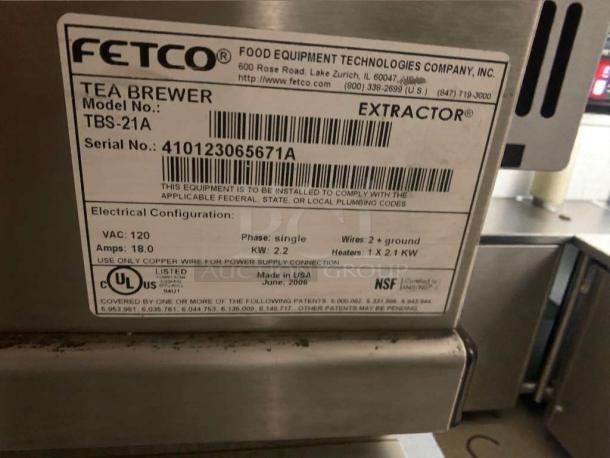 FETCO® FOOD EQUIPMENT TECHNOLOGIES COMPANY, INC.
600 Rose Road, Lake Zurich, IL 60047
http://www.fetco.com (800) 338-2699 (U.S.) (847) 719-3000
TEA BREWER
EXTRACTOR®
Model No.:
TBS-21A
Serial No.: 410123065671A
THIS EQUIPMENT IS TO BE INSTALLED TO COMPLY WITH THE
APPLICABLE FEDERAL, STATE, OR LOCAL PLUMBING CODES
Electrical Configuration:
VAC: 120 Phase: single Wires: 2 + ground
Amps: 18.0 KW: 2.2 Heaters: 1 X 2.1 KW
USE ONLY COPPER WIRE FOR POWER SUPPLY CONNECTION
c UL® US LISTED
Made in USA
June, 2006
NSF
AUCTION GROUP
COVERED BY ONE OR MORE OF THE FOLLOWING PATENTS:
OTHER PATENTS MAY BE PENDING.